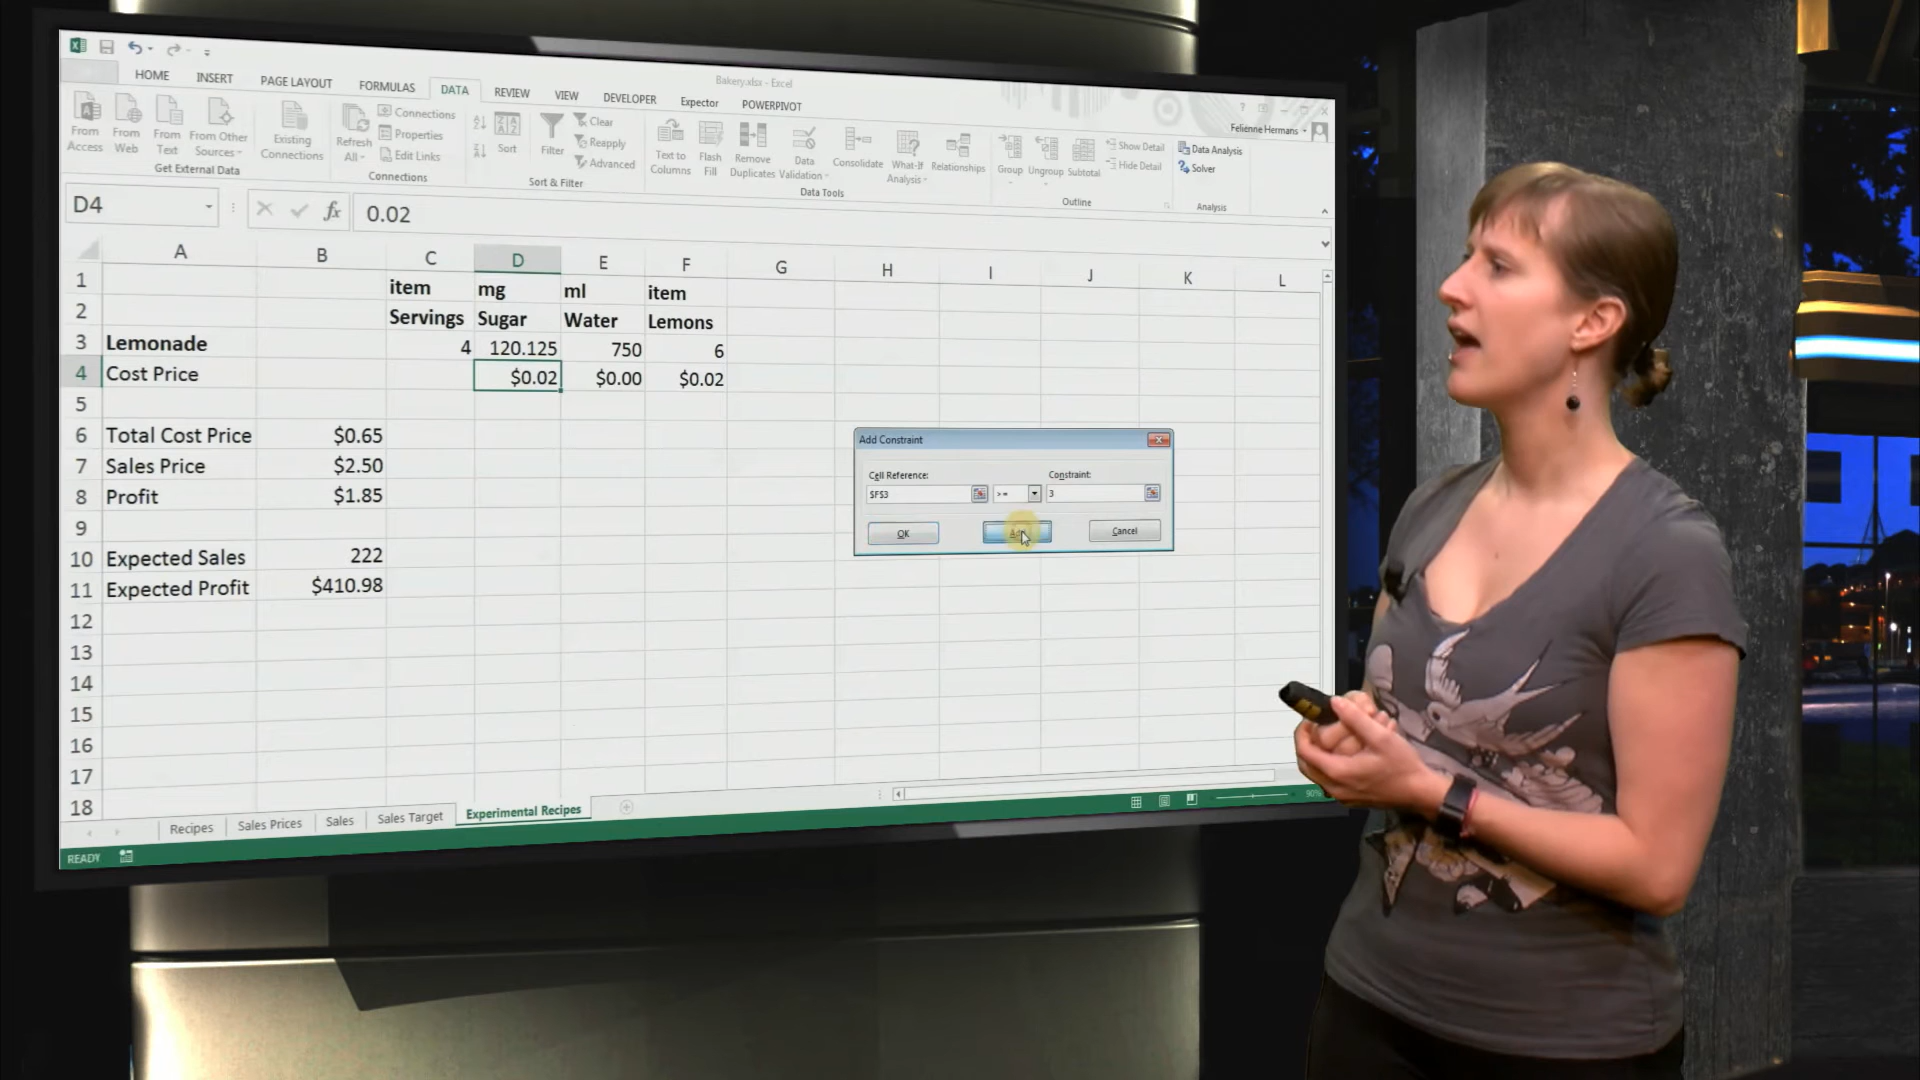 Bakery.xlsx - Excel
HOME INSERT PAGE LAYOUT FORMULAS DATA REVIEW VIEW DEVELOPER Expector POWERPIVOT
Felienne Hermans
From Access
From Web
From Text
From Other Sources
Existing Connections
Refresh All
Connections
Properties
Edit Links
Sort
Filter
Clear
Reapply
Advanced
Text to Columns
Flash Fill
Remove Duplicates
Data Validation
Consolidate
What-If Analysis
Relationships
Group
Ungroup
Subtotal
Show Detail
Hide Detail
Data Analysis
Solver
Get External Data
Connections
Sort & Filter
Data Tools
Outline
Analysis
D4 fx 0.02
A B C D E F G H I J K L
1 item mg ml item
2 Servings Sugar Water Lemons
3 Lemonade 4 120.125 750 6
4 Cost Price $0.02 $0.00 $0.02
5
6 Total Cost Price $0.65
7 Sales Price $2.50
8 Profit $1.85
9
10 Expected Sales 222
11 Expected Profit $410.98
12
13
14
15
16
17
18
Add Constraint
Cell Reference: Constraint:
$F$3 >= 3
OK Cancel
Recipes Sales Prices Sales Sales Target Experimental Recipes
READY
90%